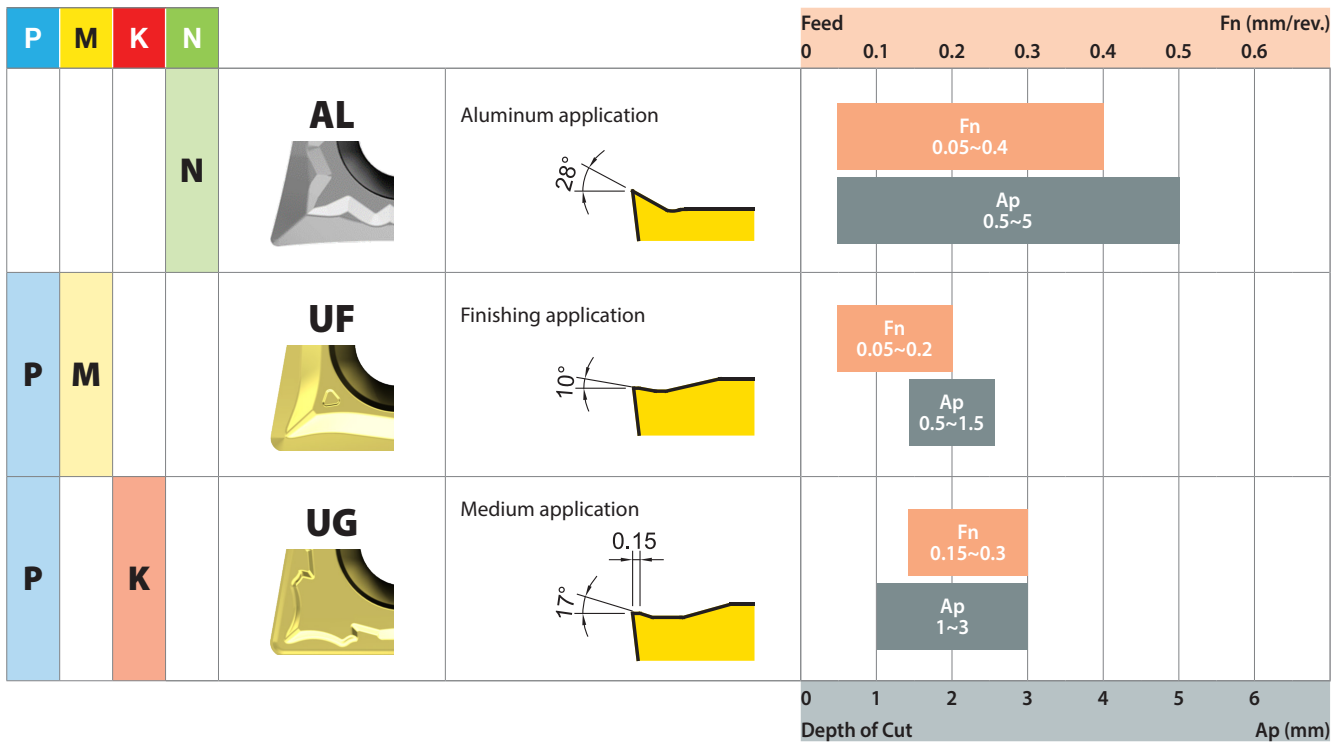 P M K N
Feed Fn (mm/rev.)
0 0.1 0.2 0.3 0.4 0.5 0.6
N
AL
Aluminum application
28°
Fn
0.05~0.4
Ap
0.5~5
P M
UF
Finishing application
10°
Fn
0.05~0.2
Ap
0.5~1.5
P K
UG
Medium application
0.15
17°
Fn
0.15~0.3
Ap
1~3
0 1 2 3 4 5 6
Depth of Cut Ap (mm)